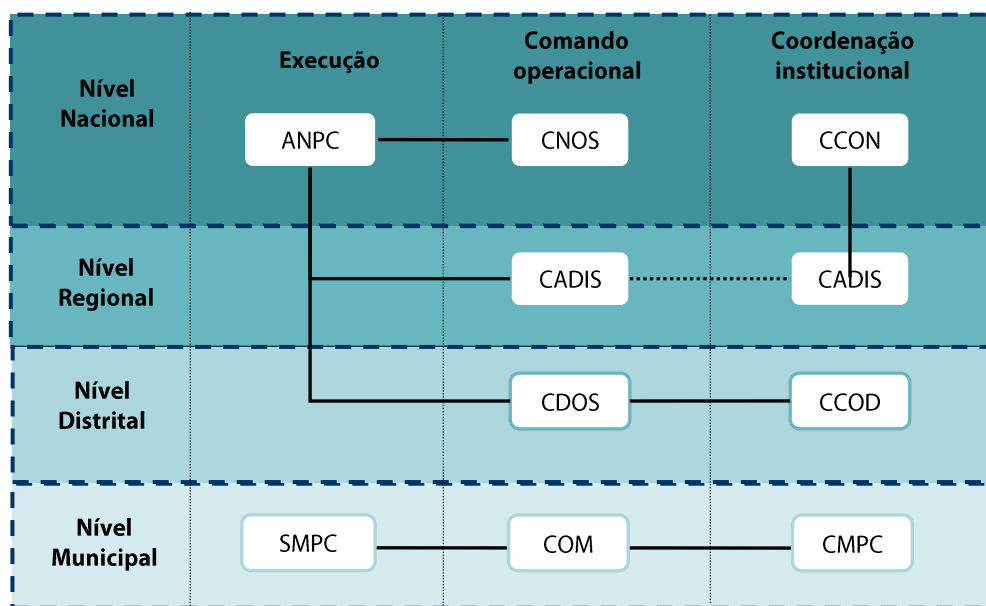 Execução
Comando
operacional
Coordenação
institucional
Nível
Nacional
ANPC
CNOS
CCON
Nível
Regional
CADIS
CADIS
Nível
Distrital
CDOS
CCOD
Nível
Municipal
SMPC
COM
CMPC